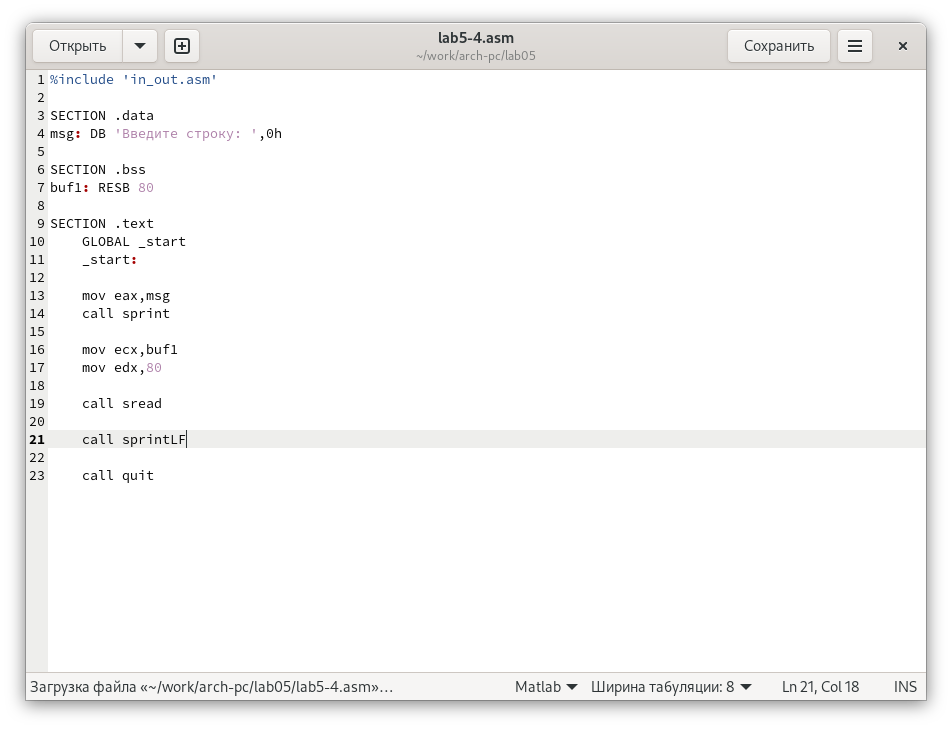 Открыть
lab5-4.asm
~/work/arch-pc/lab05
Сохранить
1 %include 'in_out.asm'
2
3 SECTION .data
4 msg: DB 'Введите строку: ',0h
5
6 SECTION .bss
7 buf1: RESB 80
8
9 SECTION .text
10 GLOBAL _start
11 _start:
12
13 mov eax,msg
14 call sprint
15
16 mov ecx,buf1
17 mov edx,80
18
19 call sread
20
21 call sprintLF
22
23 call quit
Загрузка файла «~/work/arch-pc/lab05/lab5-4.asm»… Matlab Ширина табуляции: 8 Ln 21, Col 18 INS